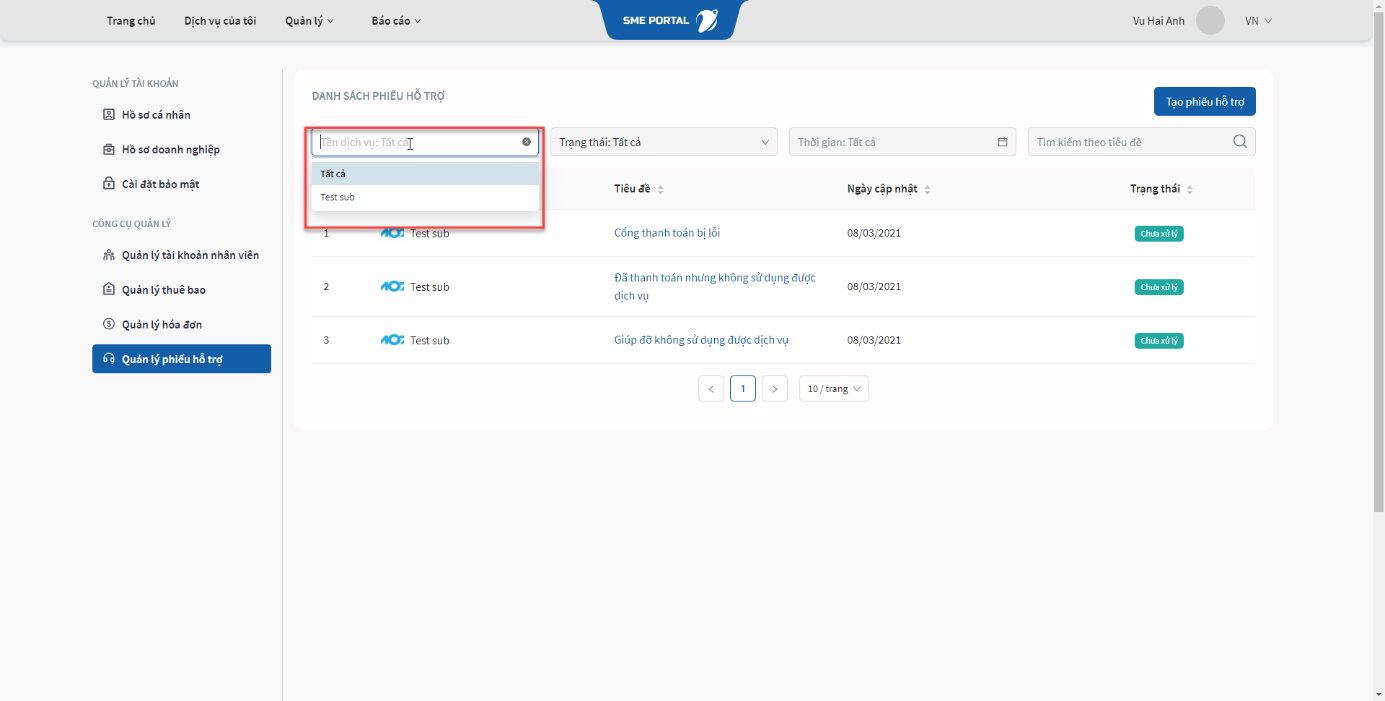 Trang chủ Dịch vụ của tôi Quản lý Báo cáo SME PORTAL Vu Hai Anh VN
QUẢN LÝ TÀI KHOẢN
Hồ sơ cá nhân
Hồ sơ doanh nghiệp
Cài đặt bảo mật
CÔNG CỤ QUẢN LÝ
Quản lý tài khoản nhân viên
Quản lý thuê bao
Quản lý hóa đơn
Quản lý phiếu hỗ trợ
DANH SÁCH PHIẾU HỖ TRỢ
Tạo phiếu hỗ trợ
Tên dịch vụ: Tất cả Trạng thái: Tất cả Thời gian: Tất cả Tìm kiếm theo tiêu đề
Tất cả
Test sub
Tiêu đề Ngày cập nhật Trạng thái
1 Test sub Cổng thanh toán bị lỗi 08/03/2021 Chưa xử lý
2 Test sub Đã thanh toán nhưng không sử dụng được
dịch vụ 08/03/2021 Chưa xử lý
3 Test sub Giúp đỡ không sử dụng được dịch vụ 08/03/2021 Chưa xử lý
< 1 > 10 / trang